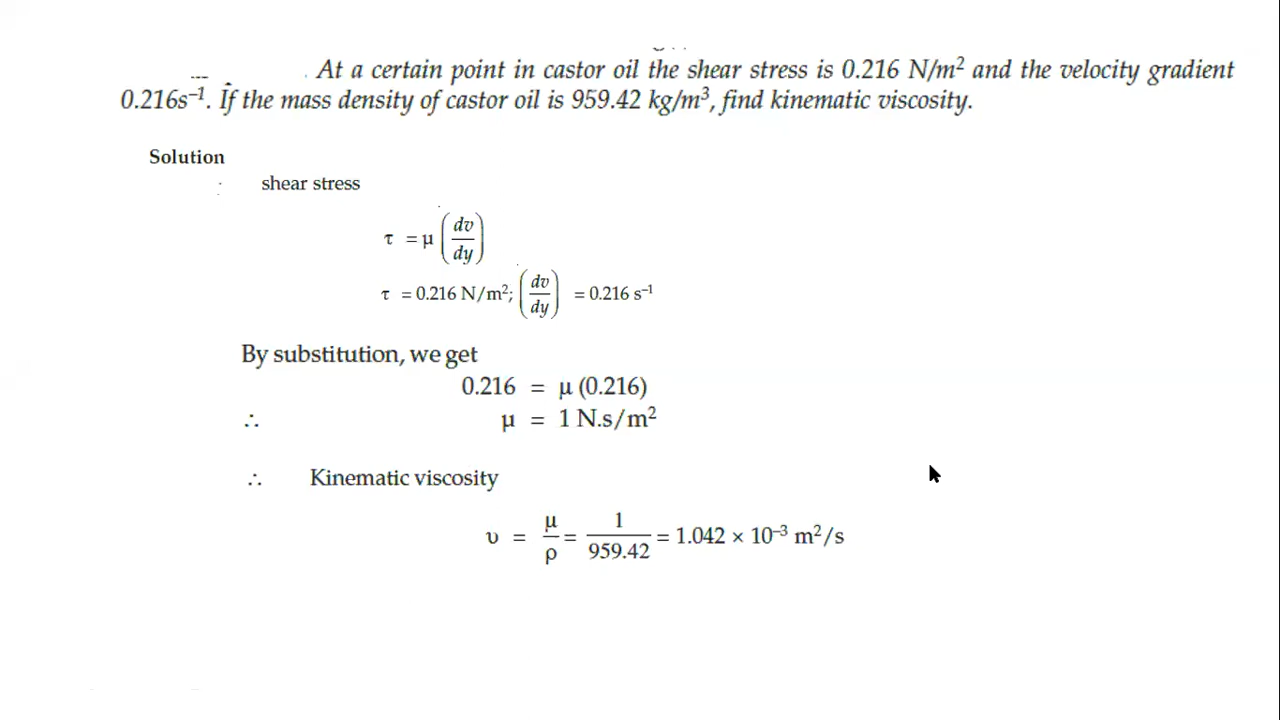 At a certain point in castor oil the shear stress is 0.216 N/m² and the velocity gradient
0.216s⁻¹. If the mass density of castor oil is 959.42 kg/m³, find kinematic viscosity.
Solution
shear stress
τ = μ (dv/dy)
τ = 0.216 N/m²; (dv/dy) = 0.216 s⁻¹
By substitution, we get
0.216 = μ (0.216)
∴ μ = 1 N.s/m²
∴ Kinematic viscosity
υ = μ/ρ = 1/959.42 = 1.042 × 10⁻³ m²/s